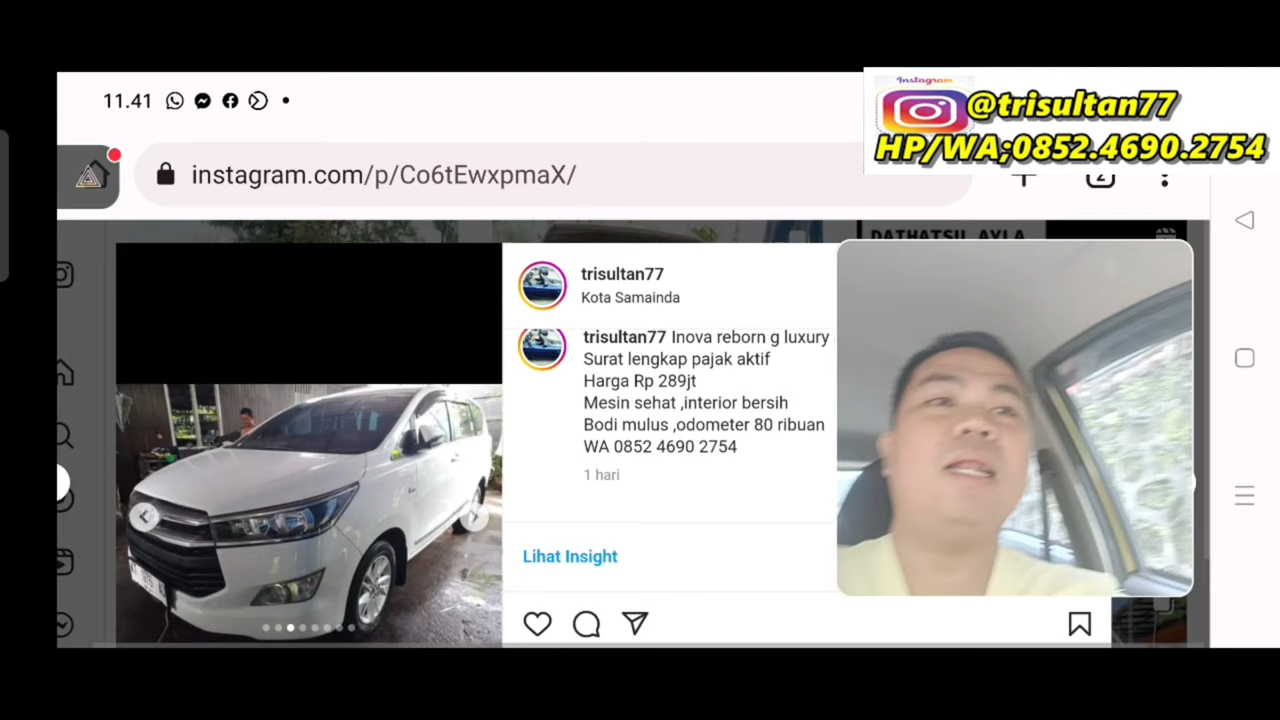 Instagram
@trisultan77
HP/WA;0852.4690.2754
11.41
instagram.com/p/Co6tEwxpmaX/
2
DATHATSU AYLA
trisultan77
Kota Samainda
trisultan77 Inova reborn g luxury
Surat lengkap pajak aktif
Harga Rp 289jt
Mesin sehat ,interior bersih
Bodi mulus ,odometer 80 ribuan
WA 0852 4690 2754
1 hari
Lihat Insight